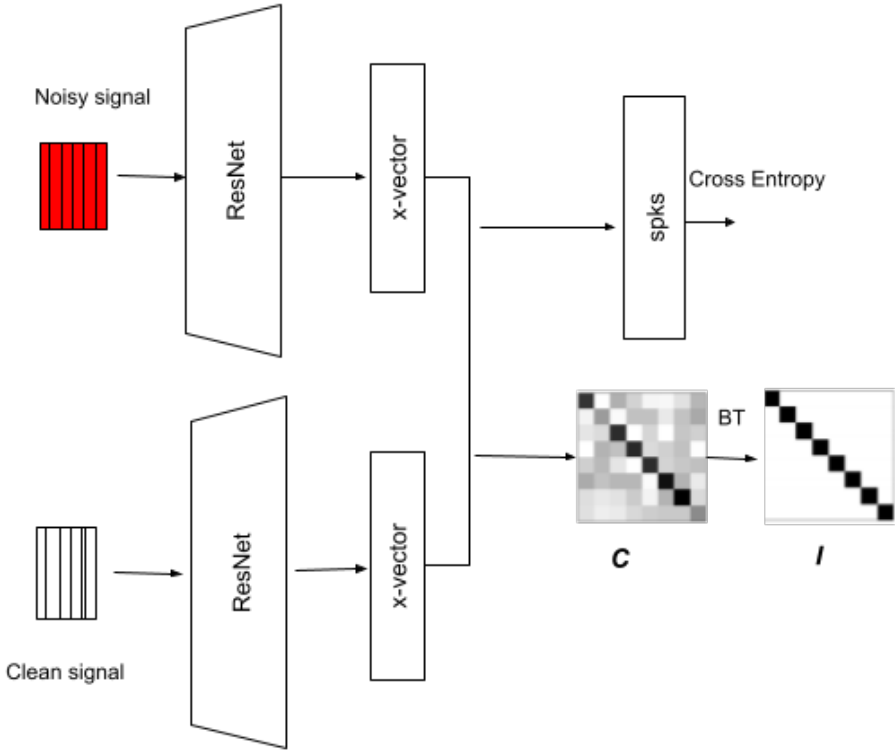 Noisy signal
ResNet
x-vector
spks
Cross Entropy
BT
C
I
Clean signal
ResNet
x-vector